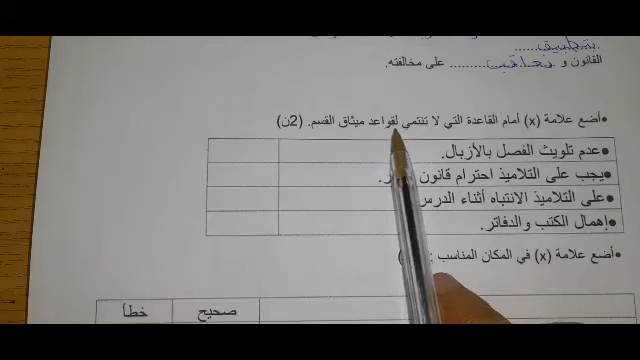 بتطبيق......
القانون و ......... على مخالفته.
•أضع علامة (x) أمام القاعدة التي لا تنتمي لقواعد ميثاق القسم. (2ن)
•عدم تلويث الفصل بالأزبال.
•يجب على التلاميذ احترام قانون
•على التلاميذ الانتباه أثناء الدرس
•إهمال الكتب والدفاتر.
•أضع علامة (x) في المكان المناسب :
صحيح
خطأ